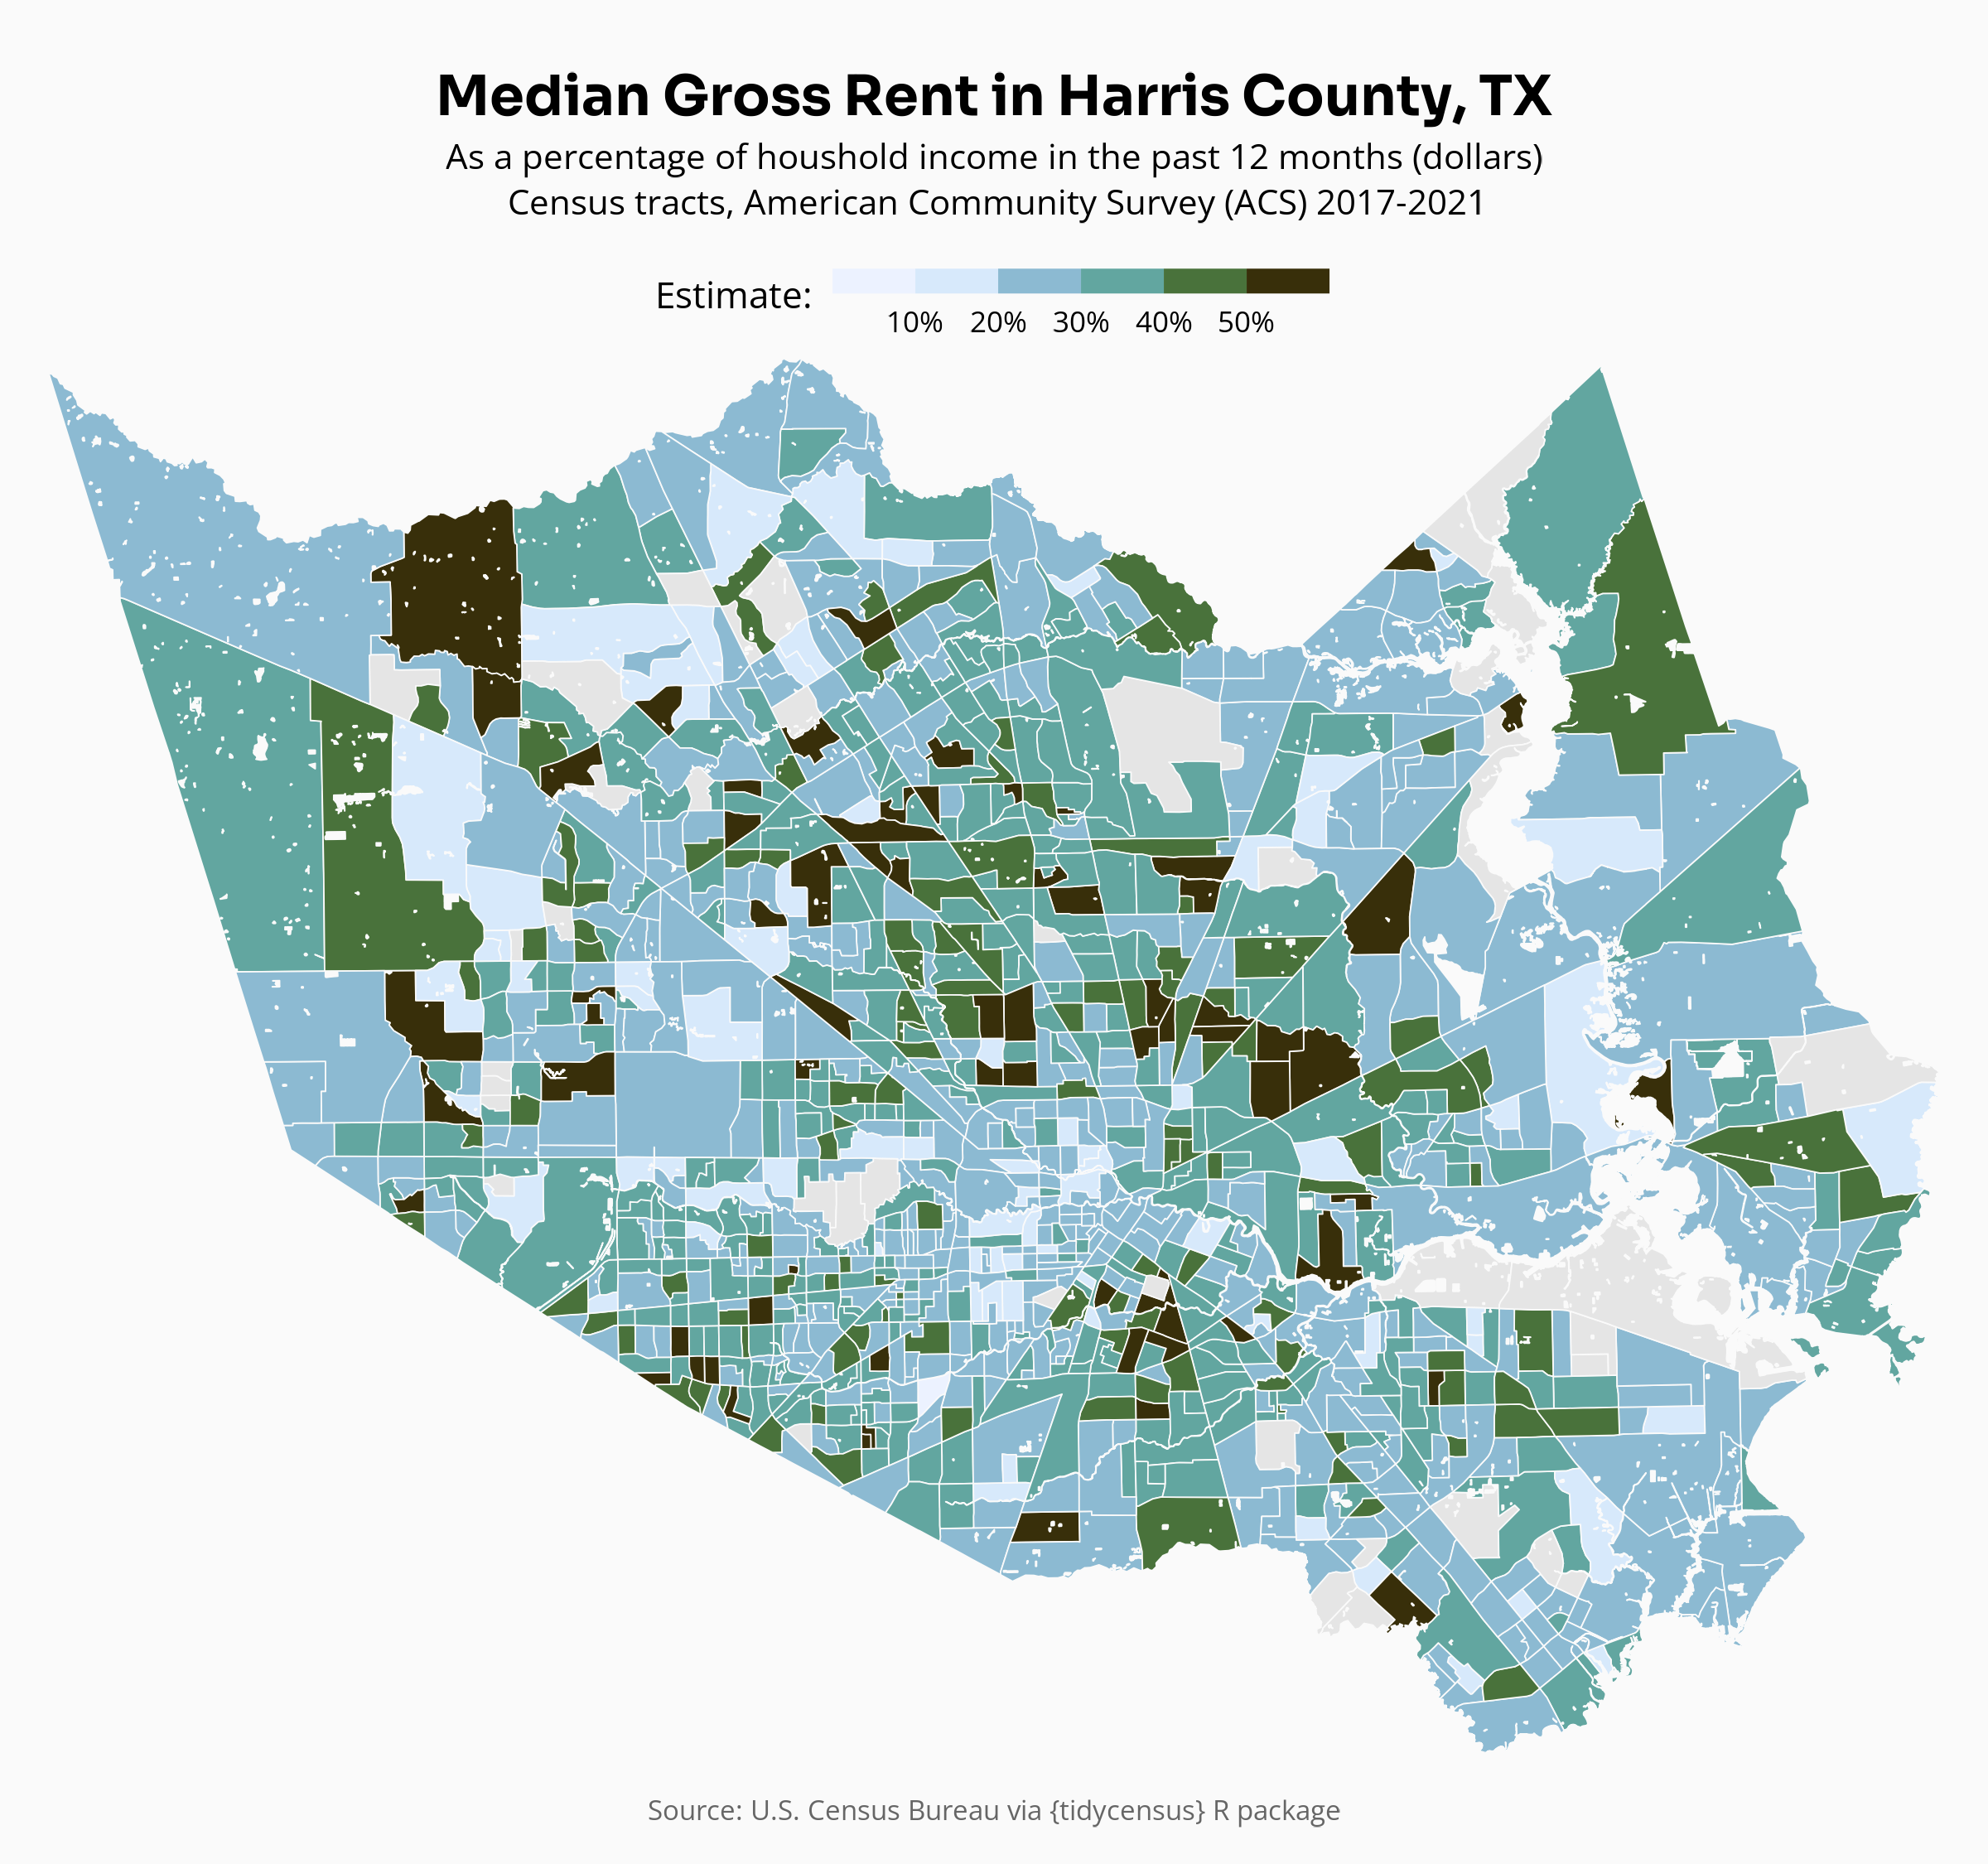 Median Gross Rent in Harris County, TX
As a percentage of houshold income in the past 12 months (dollars)
Census tracts, American Community Survey (ACS) 2017-2021
Estimate:
10% 20% 30% 40% 50%
Source: U.S. Census Bureau via {tidycensus} R package